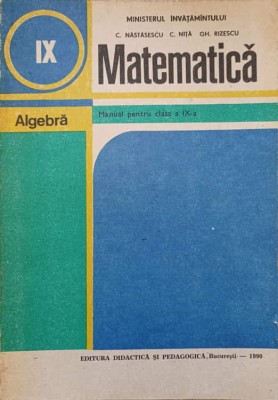 MINISTERUL ÎNVĂȚĂMÎNTULUI
IX
C. NĂSTĂSESCU C. NIȚĂ GH. RIZESCU
Matematică
Algebră
Manual pentru clasa a IX-a
EDITURA DIDACTICĂ ȘI PEDAGOGICĂ, București — 1990